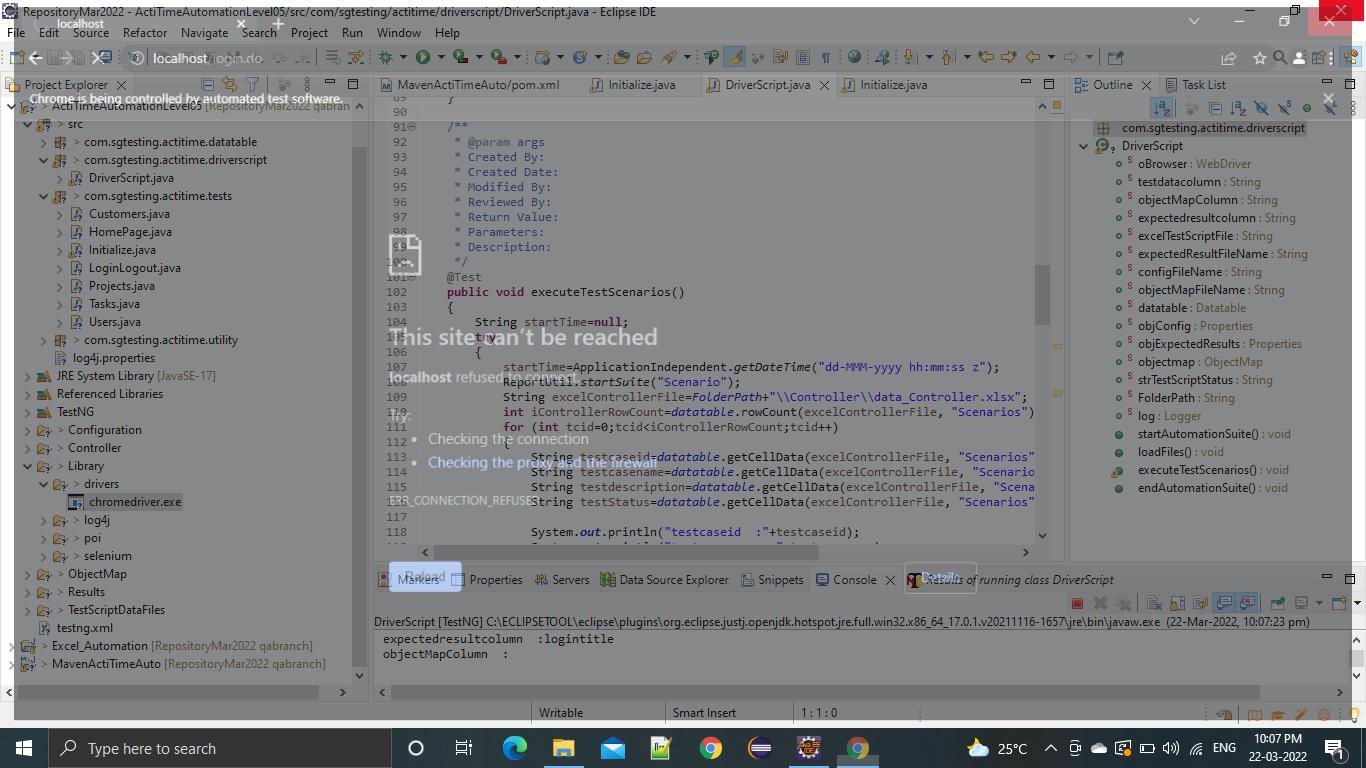 RepositoryMar2022 - ActiTimeAutomationLevel05/src/com/sgtesting/actitime/driverscript/DriverScript.java - Eclipse IDE
localhost
File Edit Source Refactor Navigate Search Project Run Window Help
localhost/login.do
Chrome is being controlled by automated test software.
Project Explorer
ActiTimeAutomationLevel05 [RepositoryMar2022 qabran
> src
> com.sgtesting.actitime.datatable
> com.sgtesting.actitime.driverscript
> DriverScript.java
> com.sgtesting.actitime.tests
Customers.java
HomePage.java
Initialize.java
LoginLogout.java
Projects.java
Tasks.java
Users.java
> com.sgtesting.actitime.utility
log4j.properties
JRE System Library [JavaSE-17]
Referenced Libraries
TestNG
> Configuration
> Controller
> Library
> drivers
chromedriver.exe
> log4j
> poi
> selenium
> ObjectMap
> Results
> TestScriptDataFiles
testng.xml
> Excel_Automation [RepositoryMar2022 qabranch]
> MavenActiTimeAuto [RepositoryMar2022 qabranch]
MavenActiTimeAuto/pom.xml Initialize.java DriverScript.java Initialize.java
89 }
90
91 /**
92 * @param args
93 * Created By:
94 * Created Date:
95 * Modified By:
96 * Reviewed By:
97 * Return Value:
98 * Parameters:
99 * Description:
100 */
101 @Test
102 public void executeTestScenarios()
103 {
104 String startTime=null;
105 try
106 {
107 startTime=ApplicationIndependent.getDateTime("dd-MMM-yyyy hh:mm:ss z");
108 ReportUtil.startSuite("Scenario");
109 String excelControllerFile=FolderPath+"\\Controller\\data_Controller.xlsx";
110 int iControllerRowCount=datatable.rowCount(excelControllerFile, "Scenarios")
111 for (int tcid=0;tcid<iControllerRowCount;tcid++)
112 {
113 String testcaseid=datatable.getCellData(excelControllerFile, "Scenarios"
114 String testcasename=datatable.getCellData(excelControllerFile, "Scenario
115 String testdescription=datatable.getCellData(excelControllerFile, "Scena
116 String testStatus=datatable.getCellData(excelControllerFile, "Scenarios"
117
118 System.out.println("testcaseid :"+testcaseid);
This site can't be reached
localhost refused to connect.
Try:
Checking the connection
Checking the proxy and the firewall
ERR_CONNECTION_REFUSED
Reload
Details
Outline Task List
com.sgtesting.actitime.driverscript
DriverScript
oBrowser : WebDriver
testdatacolumn : String
objectMapColumn : String
expectedresultcolumn : String
excelTestScriptFile : String
expectedResultFileName : String
configFileName : String
objectMapFileName : String
datatable : Datatable
objConfig : Properties
objExpectedResults : Properties
objectmap : ObjectMap
strTestScriptStatus : String
FolderPath : String
log : Logger
startAutomationSuite() : void
loadFiles() : void
executeTestScenarios() : void
endAutomationSuite() : void
Markers Properties Servers Data Source Explorer Snippets Console Results of running class DriverScript
DriverScript [TestNG] C:\ECLIPSETOOL\eclipse\plugins\org.eclipse.justj.openjdk.hotspot.jre.full.win32.x86_64_17.0.1.v20211116-1657\jre\bin\javaw.exe (22-Mar-2022, 10:07:23 pm)
expectedresultcolumn :logintitle
objectMapColumn :
Writable Smart Insert 1 : 1 : 0
Type here to search
25°C ENG 10:07 PM
22-03-2022
1